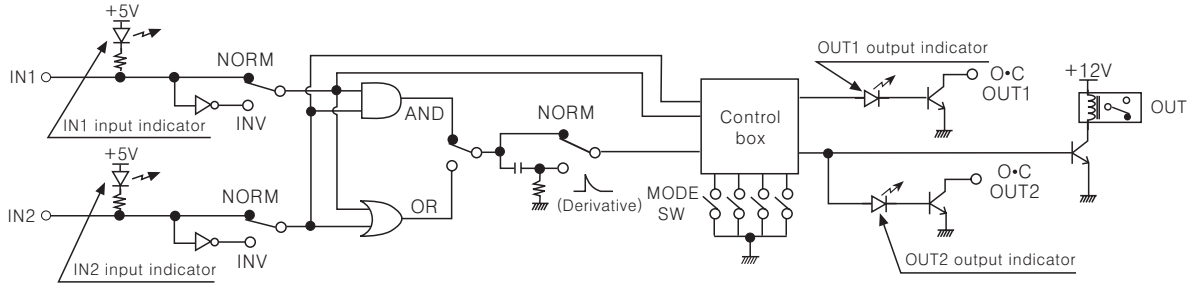 +5V
IN1
NORM
INV
IN1 input indicator
+5V
IN2
NORM
INV
IN2 input indicator
AND
OR
NORM
(Derivative)
Control
box
MODE
SW
OUT1 output indicator
O•C
OUT1
+12V
OUT
O•C
OUT2
OUT2 output indicator